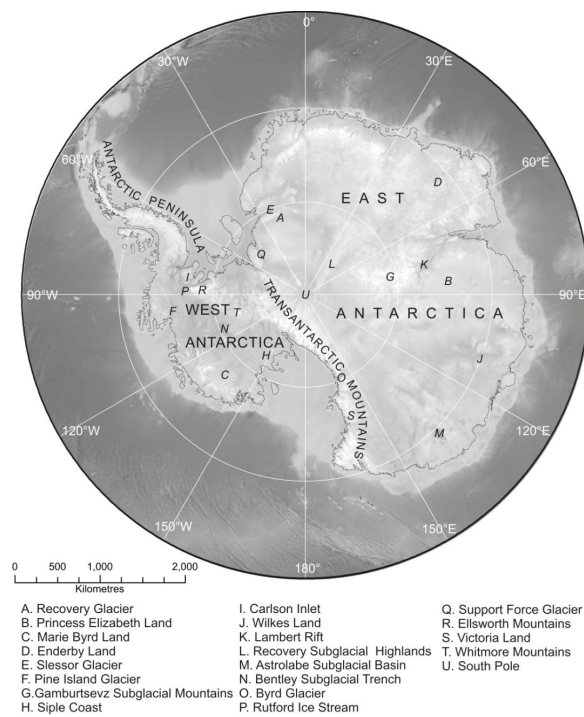 0°
30°W
30°E
60°W
60°E
ANTARCTIC PENINSULA
D
EAST
E
A
Q
L
K
G
B
I
P
R
90°W
U
90°E
F
WEST
T
TRANSANTARCTIC MOUNTAINS
ANTARCTICA
N
ANTARCTICA
H
J
C
O
S
M
120°W
120°E
150°W
150°E
180°
0 500 1,000 2,000
Kilometres
A. Recovery Glacier
B. Princess Elizabeth Land
C. Marie Byrd Land
D. Enderby Land
E. Slessor Glacier
F. Pine Island Glacier
G.Gamburtsevz Subglacial Mountains
H. Siple Coast
I. Carlson Inlet
J. Wilkes Land
K. Lambert Rift
L. Recovery Subglacial Highlands
M. Astrolabe Subglacial Basin
N. Bentley Subglacial Trench
O. Byrd Glacier
P. Rutford Ice Stream
Q. Support Force Glacier
R. Ellsworth Mountains
S. Victoria Land
T. Whitmore Mountains
U. South Pole